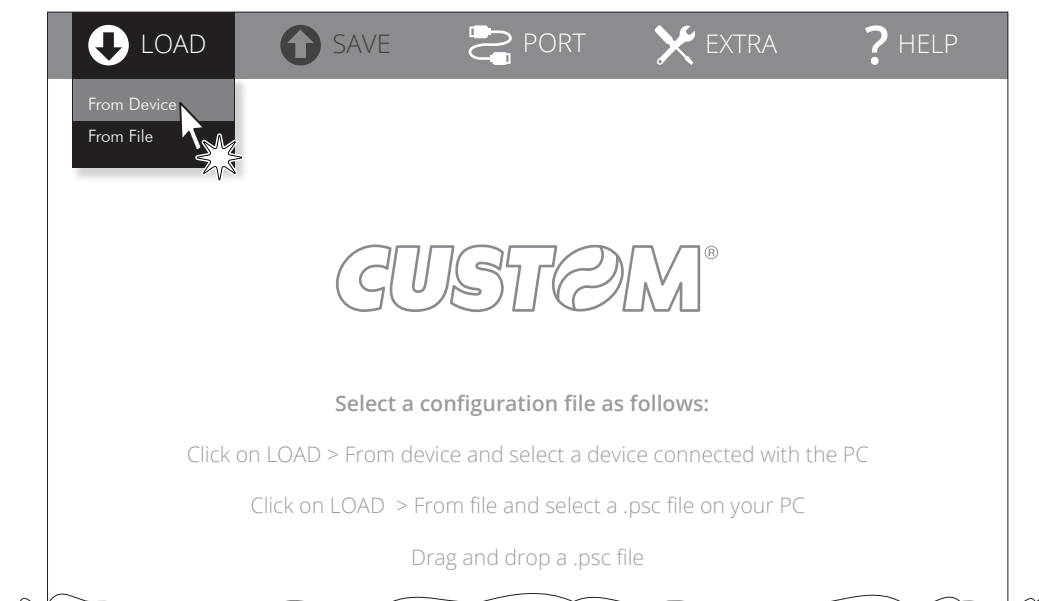 LOAD SAVE PORT EXTRA ? HELP
From Device
From File
CUSTOM®
Select a configuration file as follows:
Click on LOAD > From device and select a device connected with the PC
Click on LOAD > From file and select a .psc file on your PC
Drag and drop a .psc file